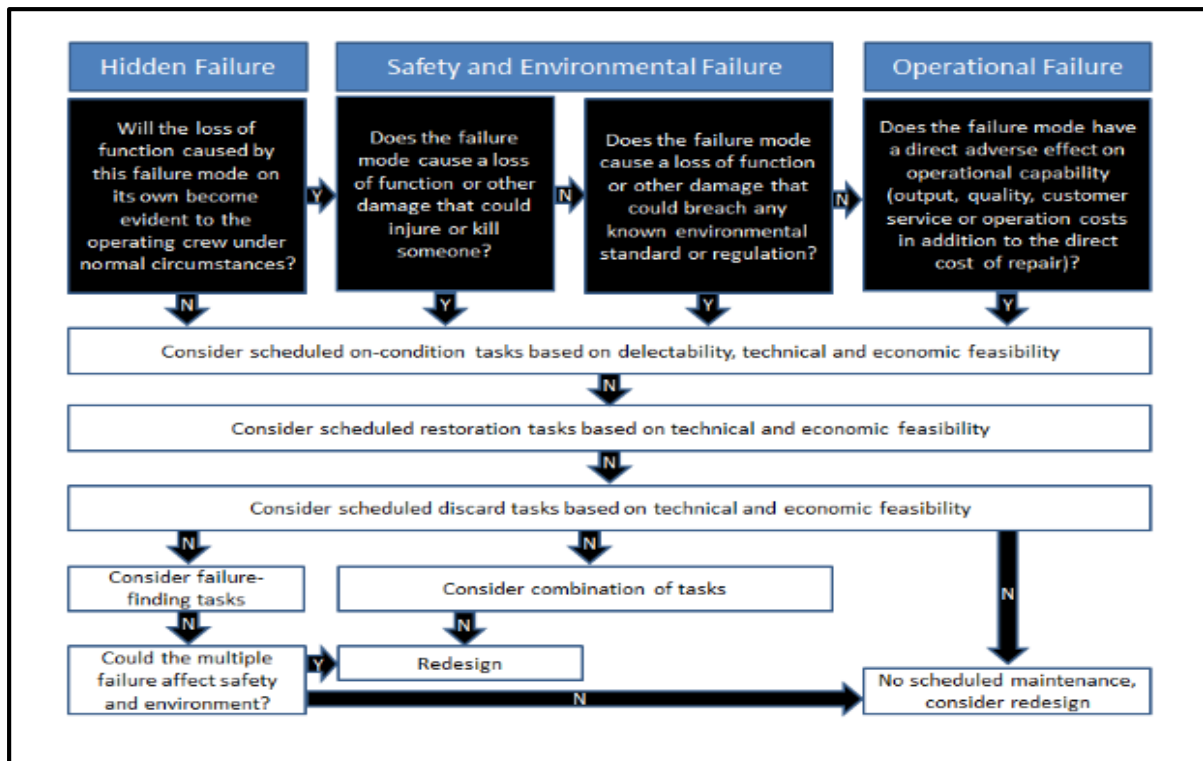 Hidden Failure
Safety and Environmental Failure
Operational Failure
Will the loss of
function caused by
this failure mode on
its own become
evident to the
operating crew under
normal circumstances?
Y
Does the failure
mode cause a loss
of function or other
damage that could
injure or kill
someone?
N
Does the failure mode
cause a loss of function
or other damage that
could breach any
known environmental
standard or regulation?
N
Does the failure mode have
a direct adverse effect on
operational capability
(output, quality, customer
service or operation costs
in addition to the direct
cost of repair)?
N
Y
Y
Y
Consider scheduled on-condition tasks based on delectability, technical and economic feasibility
N
Consider scheduled restoration tasks based on technical and economic feasibility
N
Consider scheduled discard tasks based on technical and economic feasibility
N
N
N
Consider failure-
finding tasks
Consider combination of tasks
N
N
Could the multiple
failure affect safety
and environment?
Y
Redesign
N
No scheduled maintenance,
consider redesign